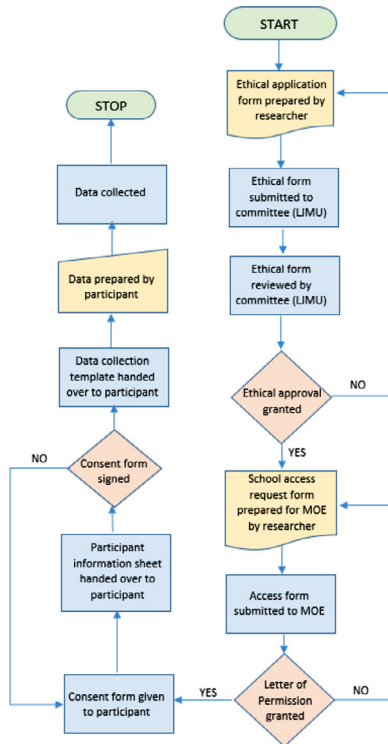 START
Ethical application
form prepared by
researcher
Ethical form
submitted to
committee (LJMU)
Ethical form
reviewed by
committee (LJMU)
Ethical approval
granted
NO
YES
School access
request form
prepared for MOE
by researcher
Access form
submitted to MOE
Letter of
Permission
granted
NO
YES
Consent form given
to participant
Participant
information sheet
handed over to
participant
Consent form
signed
NO
Data collection
template handed
over to participant
Data prepared by
participant
Data collected
STOP